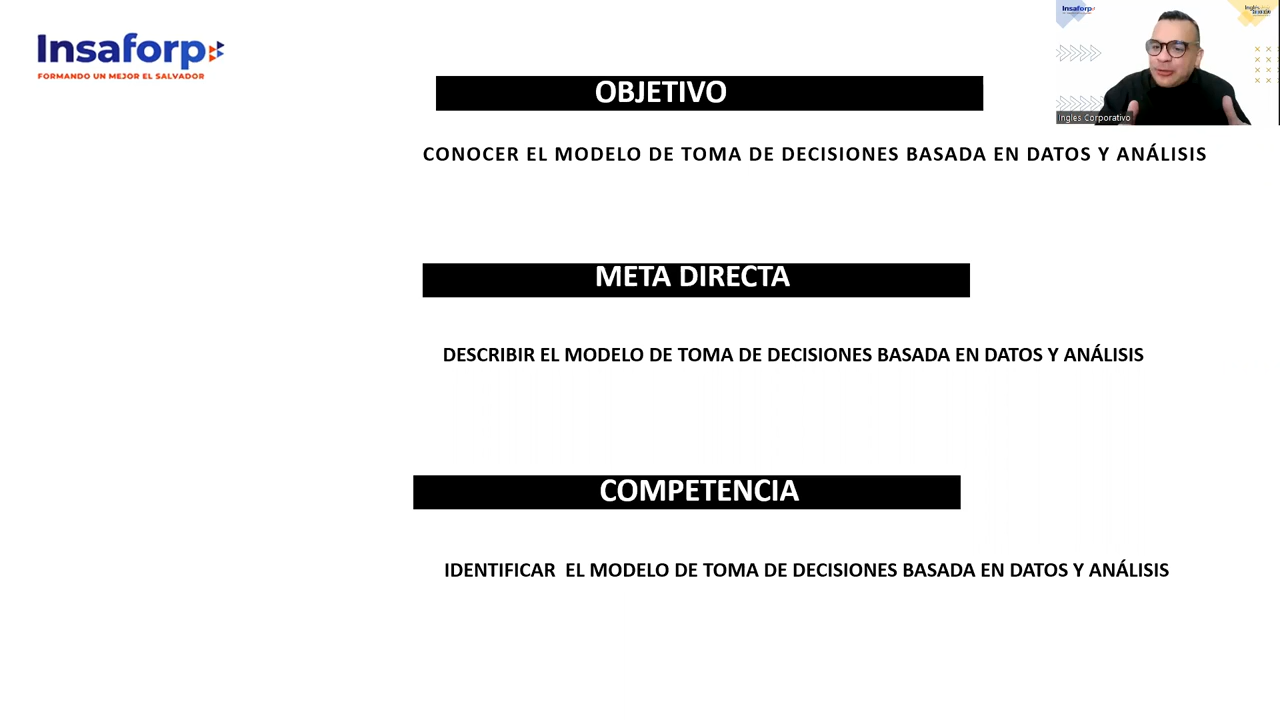 Insaforp
FORMANDO UN MEJOR EL SALVADOR
OBJETIVO
CONOCER EL MODELO DE TOMA DE DECISIONES BASADA EN DATOS Y ANÁLISIS
META DIRECTA
DESCRIBIR EL MODELO DE TOMA DE DECISIONES BASADA EN DATOS Y ANÁLISIS
COMPETENCIA
IDENTIFICAR EL MODELO DE TOMA DE DECISIONES BASADA EN DATOS Y ANÁLISIS
Insaforp
Ingles Corporativo